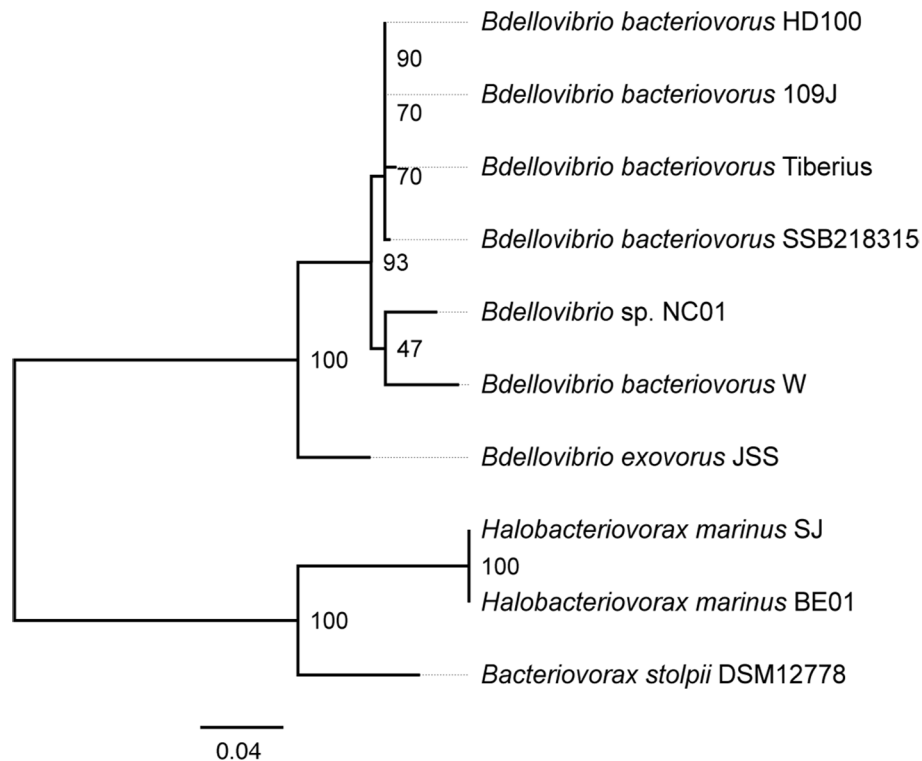 Bdellovibrio bacteriovorus HD100
90
Bdellovibrio bacteriovorus 109J
70
Bdellovibrio bacteriovorus Tiberius
70
Bdellovibrio bacteriovorus SSB218315
93
Bdellovibrio sp. NC01
47
100
Bdellovibrio bacteriovorus W
Bdellovibrio exovorus JSS
Halobacteriovorax marinus SJ
100
Halobacteriovorax marinus BE01
100
Bacteriovorax stolpii DSM12778
0.04